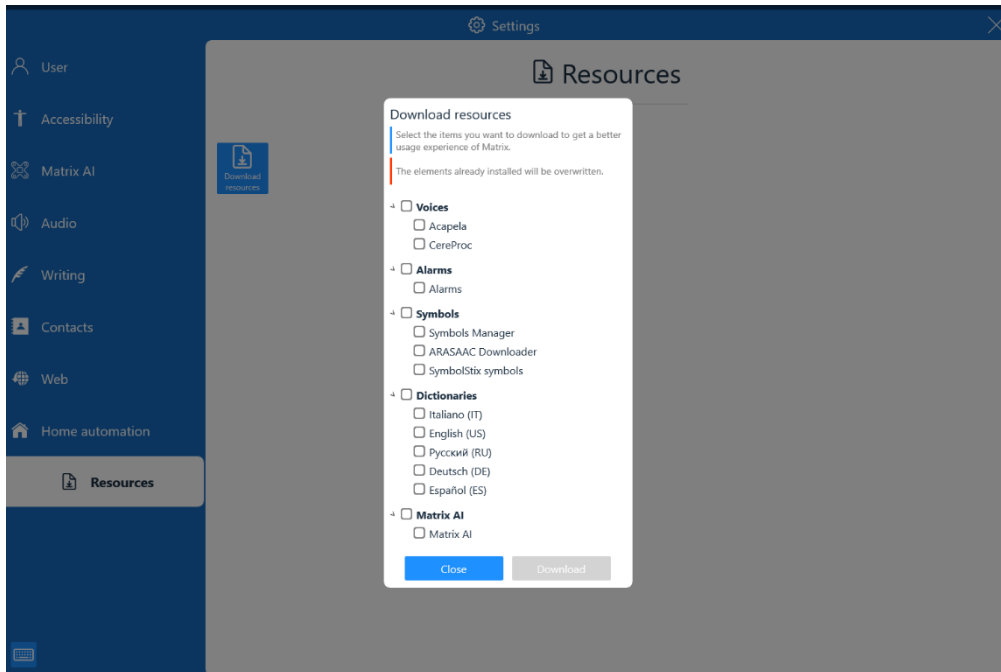 Settings
User
Accessibility
Matrix AI
Audio
Writing
Contacts
Web
Home automation
Resources
Resources
Download
resources
Download resources
Select the items you want to download to get a better
usage experience of Matrix.
The elements already installed will be overwritten.
Voices
Acapela
CereProc
Alarms
Alarms
Symbols
Symbols Manager
ARASAAC Downloader
SymbolStix symbols
Dictionaries
Italiano (IT)
English (US)
Русский (RU)
Deutsch (DE)
Español (ES)
Matrix AI
Matrix AI
Close
Download